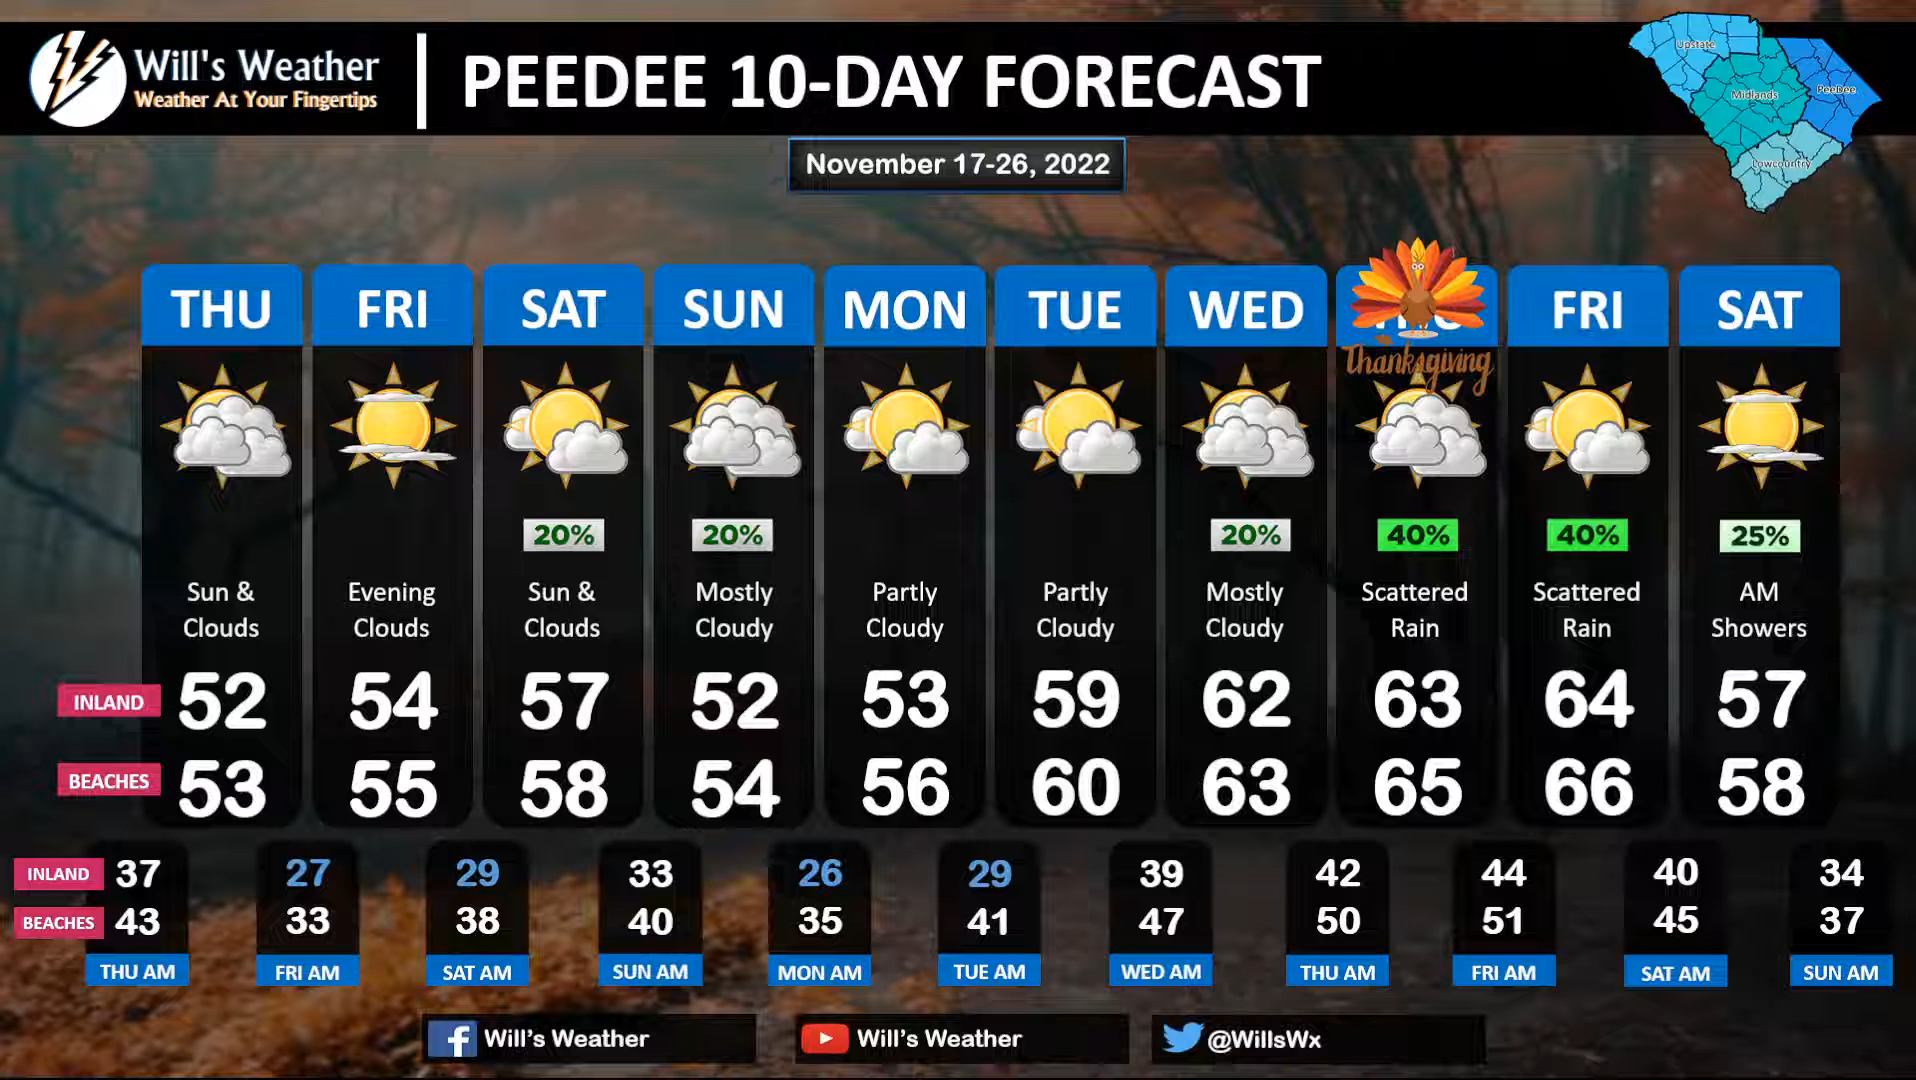 Will's Weather
Weather At Your Fingertips
PEEDEE 10-DAY FORECAST
Upstate
Midlands
PeeDee
Lowcountry
November 17-26, 2022
THU FRI SAT SUN MON TUE WED THU FRI SAT
Thanksgiving
20% 20% 20% 40% 40% 25%
Sun & Evening Sun & Mostly Partly Partly Mostly Scattered Scattered AM
Clouds Clouds Clouds Cloudy Cloudy Cloudy Cloudy Rain Rain Showers
INLAND 52 54 57 52 53 59 62 63 64 57
BEACHES 53 55 58 54 56 60 63 65 66 58
INLAND 37 27 29 33 26 29 39 42 44 40 34
BEACHES 43 33 38 40 35 41 47 50 51 45 37
THU AM FRI AM SAT AM SUN AM MON AM TUE AM WED AM THU AM FRI AM SAT AM SUN AM
Will's Weather Will's Weather @WillsWx